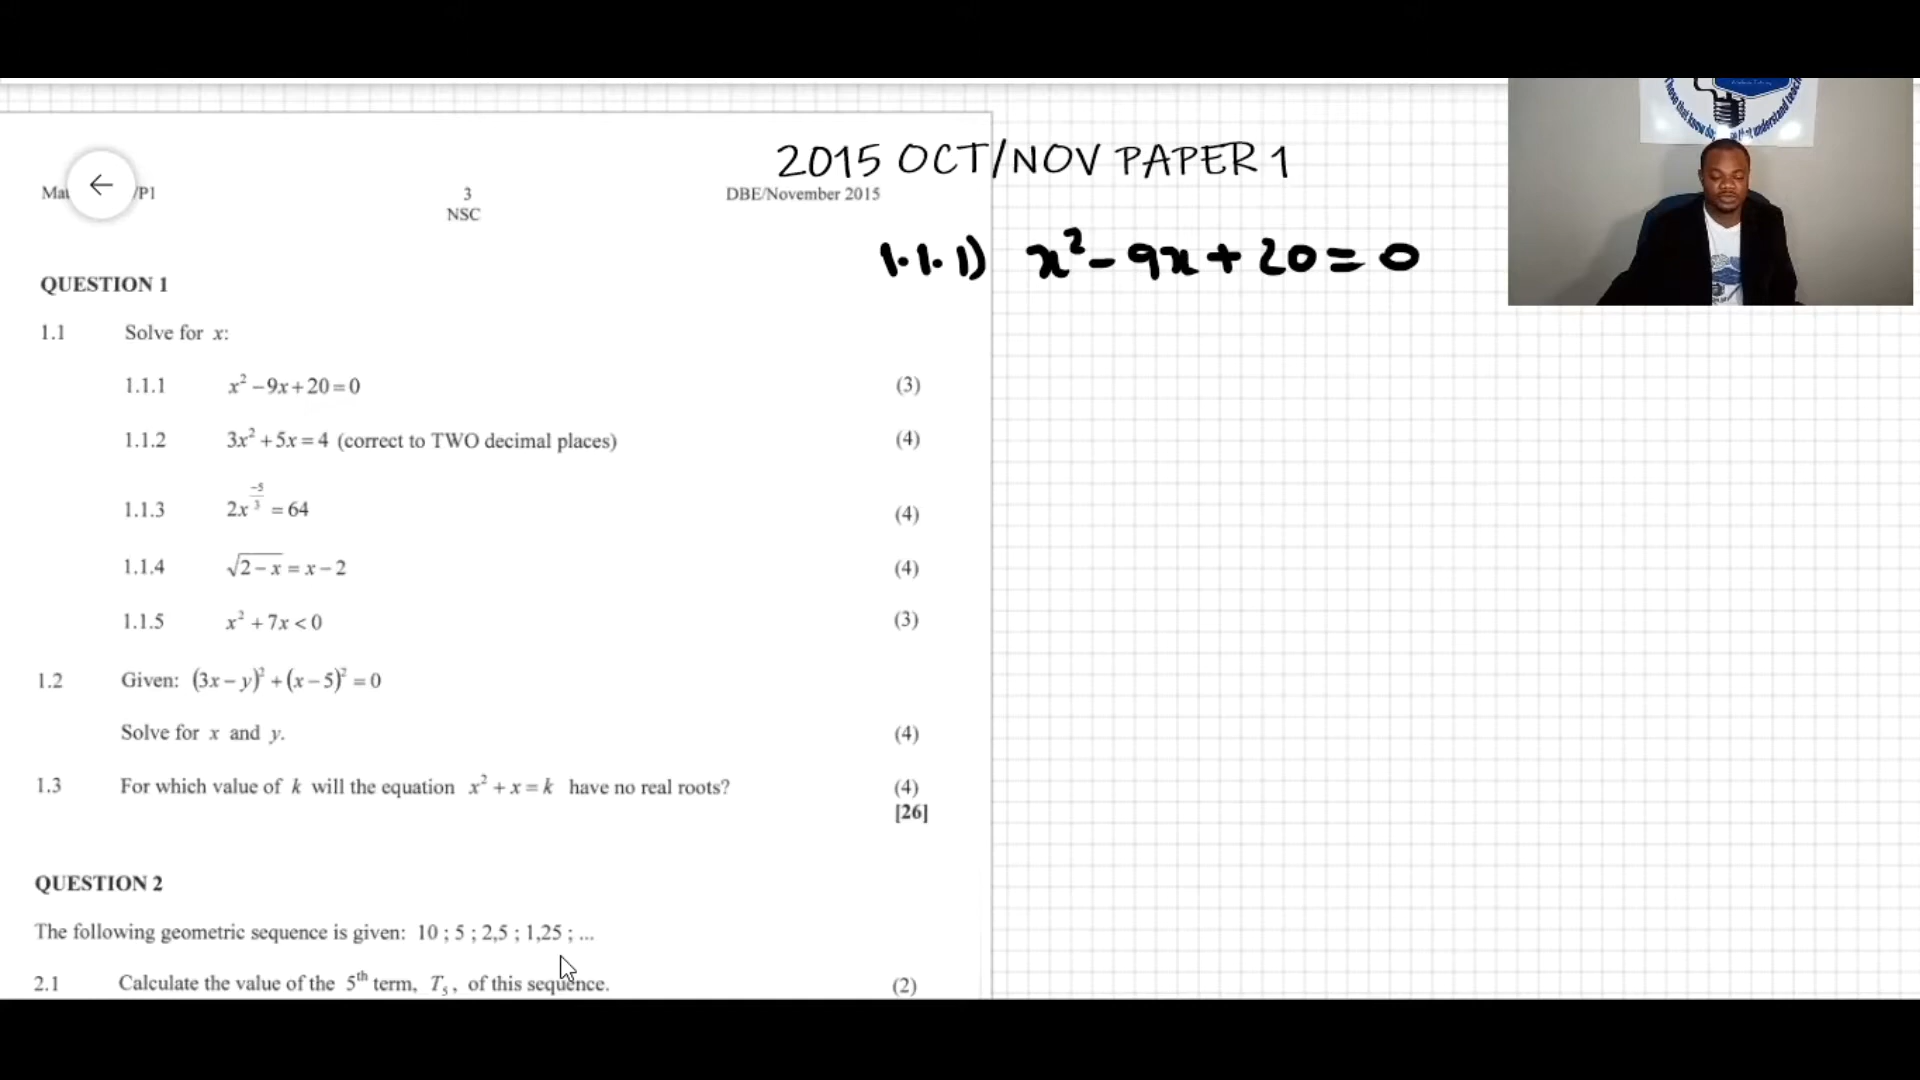 2015 OCT/NOV PAPER 1
/P1 3 DBE/November 2015
NSC
1.1.1) x² - 9x + 20 = 0
QUESTION 1
1.1 Solve for x:
1.1.1 x² – 9x + 20 = 0 (3)
1.1.2 3x² + 5x = 4 (correct to TWO decimal places) (4)
1.1.3 2x^(-5/3) = 64 (4)
1.1.4 √(2 – x) = x – 2 (4)
1.1.5 x² + 7x < 0 (3)
1.2 Given: (3x – y)² + (x – 5)² = 0
Solve for x and y. (4)
1.3 For which value of k will the equation x² + x = k have no real roots? (4)
[26]
QUESTION 2
The following geometric sequence is given: 10 ; 5 ; 2,5 ; 1,25 ; ...
2.1 Calculate the value of the 5th term, T₅, of this sequence. (2)